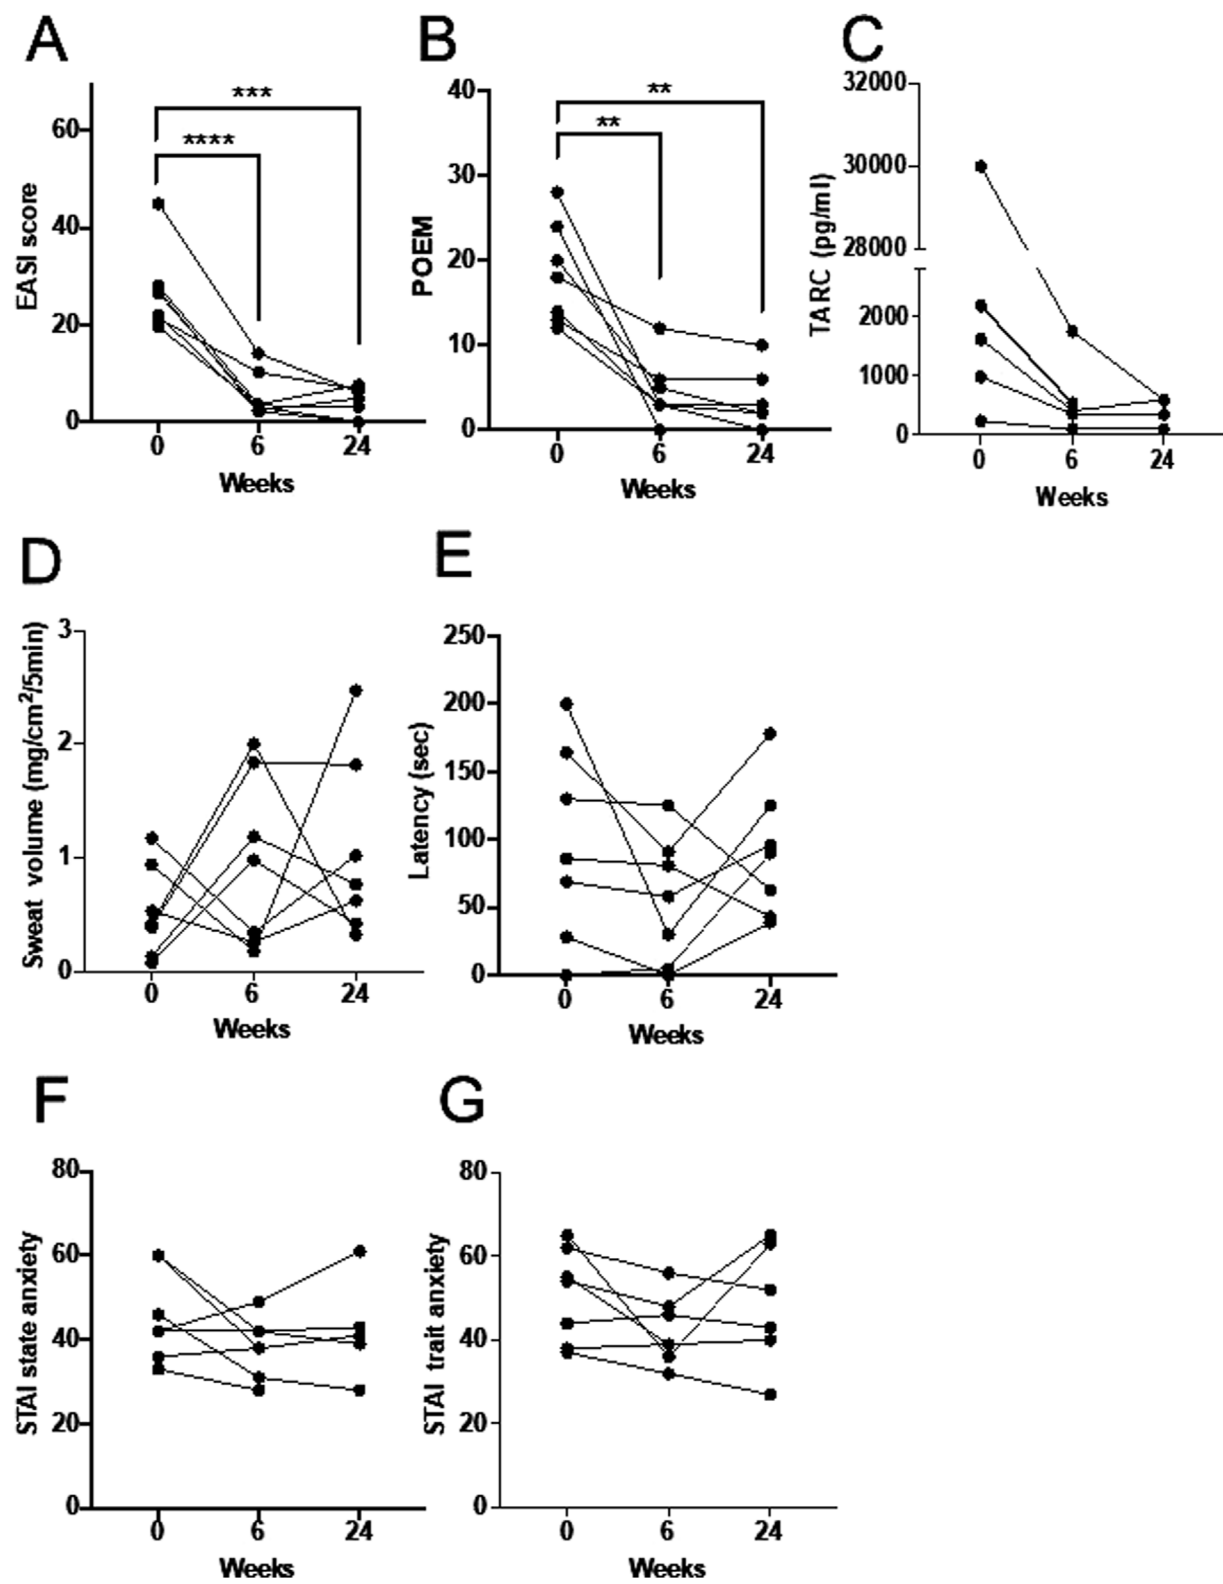 A
EASI score
60
40
20
0
***
****
0 6 24
Weeks
B
POEM
40
30
20
10
0
**
**
0 6 24
Weeks
C
TARC (pg/ml)
32000
30000
28000
2000
1000
0
0 6 24
Weeks
D
Sweat volume (mg/cm²/5min)
3
2
1
0
0 6 24
Weeks
E
Latency (sec)
250
200
150
100
50
0
0 6 24
Weeks
F
STAI state anxiety
80
60
40
20
0
0 6 24
Weeks
G
STAI trait anxiety
80
60
40
20
0
0 6 24
Weeks